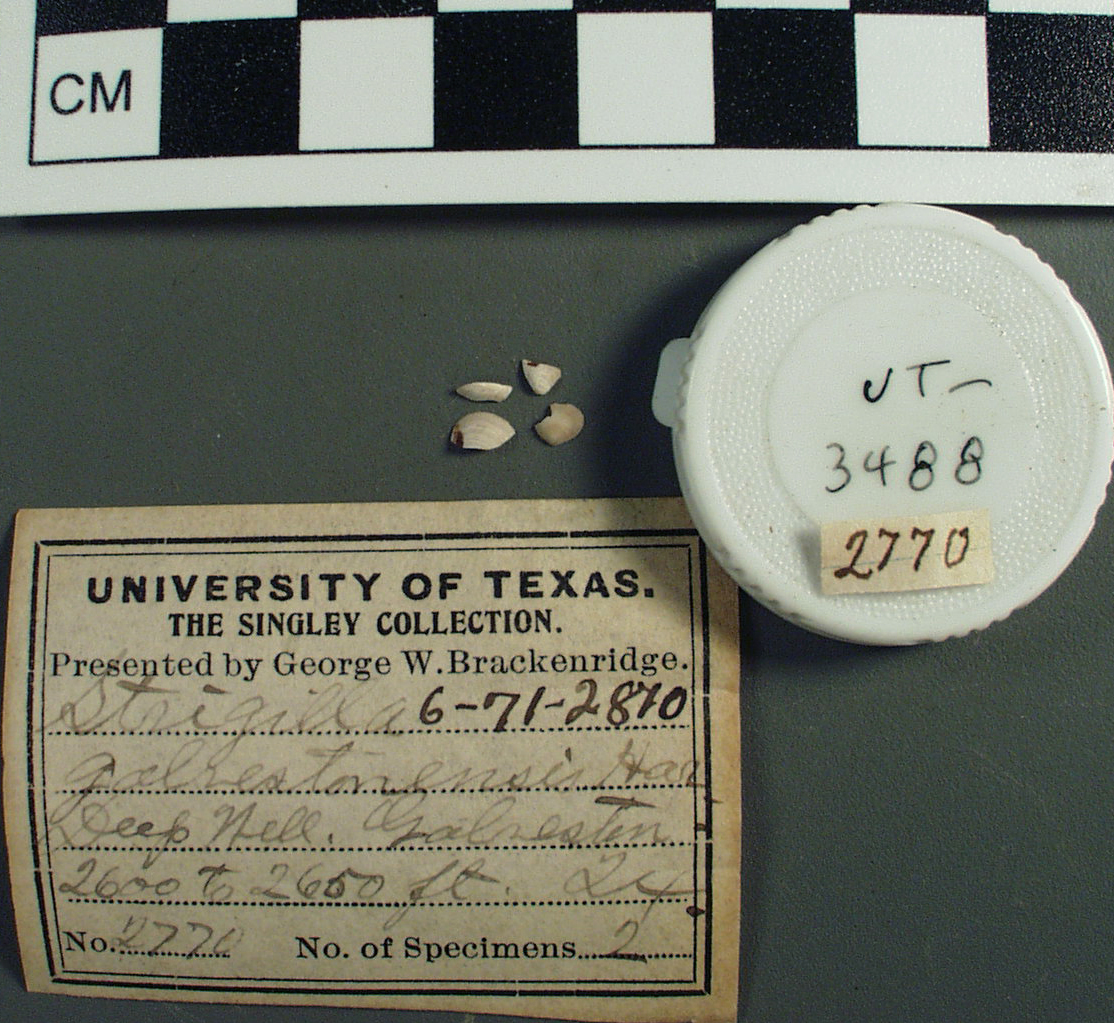 CM
UT-
3488
2770
UNIVERSITY OF TEXAS.
THE SINGLEY COLLECTION.
Presented by George W. Brackenridge.
Strigilla 6-71-2870
galvestonensis Har
Deep Well. Galveston
2600 to 2650 ft.
No. 2770 No. of Specimens 2